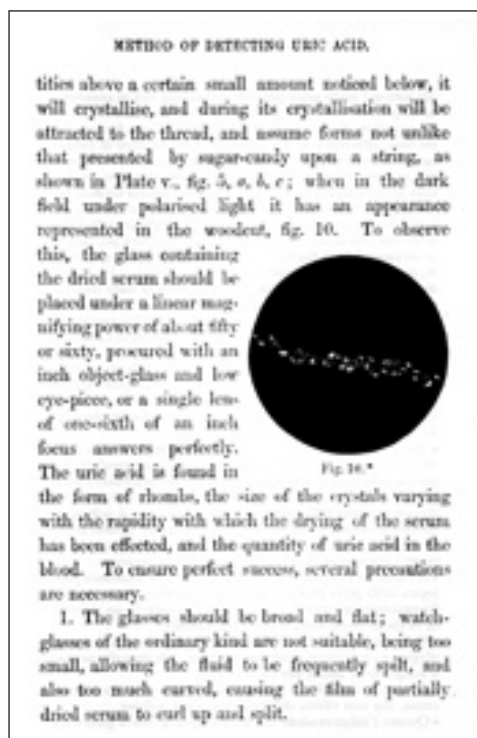 METHOD OF DETECTING URIC ACID.
tities above a certain small amount noticed below, it
will crystallise, and during its crystallisation will be
attracted to the thread, and assume forms not unlike
that presented by sugar-candy upon a string, as
shown in Plate v., fig. 5, a, b, c; when in the dark
field under polarised light it has an appearance
represented in the woodcut, fig. 10. To observe
this, the glass containing
the dried serum should be
placed under a linear mag-
nifying power of about fifty
or sixty, procured with an
inch object-glass and low
eye-piece, or a single lens
of one-sixth of an inch
focus answers perfectly.
The uric acid is found in
Fig. 10.*
the form of rhombs, the size of the crystals varying
with the rapidity with which the drying of the serum
has been effected, and the quantity of uric acid in the
blood. To ensure perfect success, several precautions
are necessary.
1. The glasses should be broad and flat; watch-
glasses of the ordinary kind are not suitable, being too
small, allowing the fluid to be frequently spilt, and
also too much curved, causing the film of partially
dried serum to curl up and split.